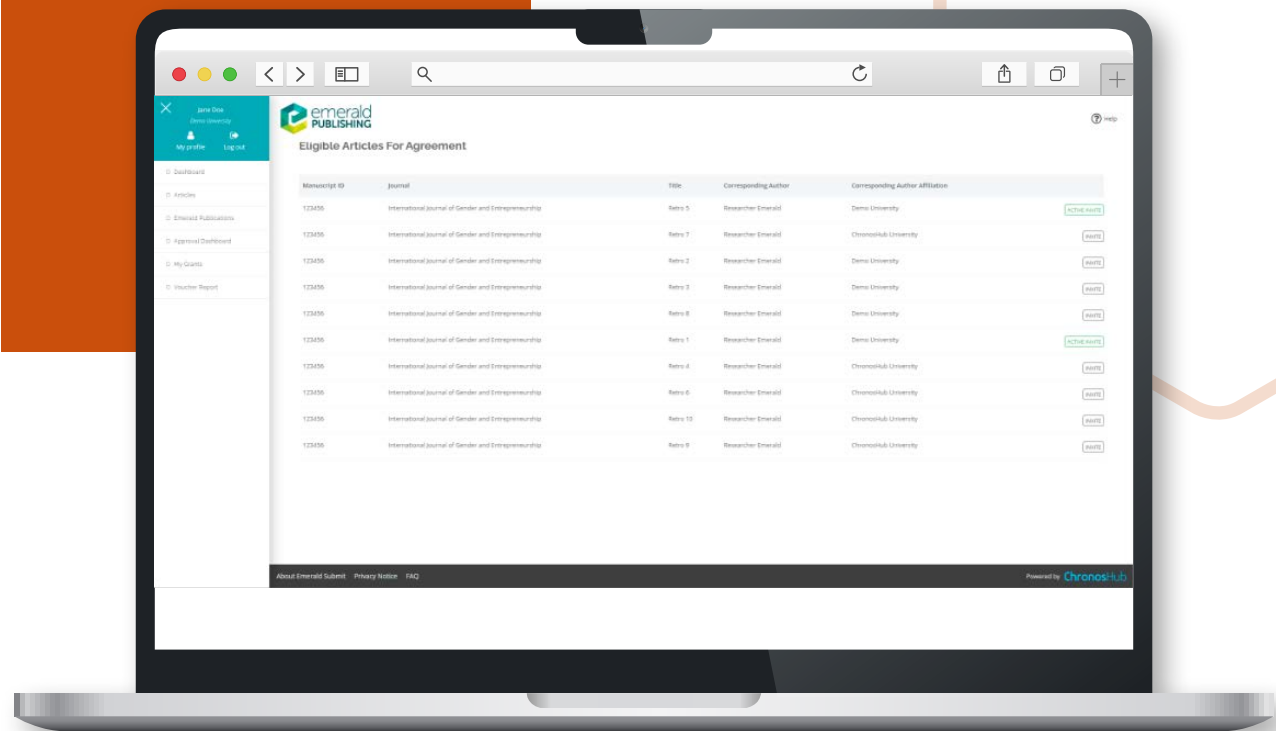 Jane Doe
Demo University
My profile Log out
Dashboard
Articles
Emerald Publications
Approval Dashboard
My Grants
Voucher Report
emerald
PUBLISHING
Help
Eligible Articles For Agreement
Manuscript ID Journal Title Corresponding Author Corresponding Author Affiliation
123456 International Journal of Gender and Entrepreneurship Retro 5 Researcher Emerald Demo University ACTIVE INVITE
123456 International Journal of Gender and Entrepreneurship Retro 7 Researcher Emerald ChronosHub University INVITE
123456 International Journal of Gender and Entrepreneurship Retro 2 Researcher Emerald Demo University INVITE
123456 International Journal of Gender and Entrepreneurship Retro 3 Researcher Emerald Demo University INVITE
123456 International Journal of Gender and Entrepreneurship Retro 8 Researcher Emerald Demo University INVITE
123456 International Journal of Gender and Entrepreneurship Retro 1 Researcher Emerald Demo University ACTIVE INVITE
123456 International Journal of Gender and Entrepreneurship Retro 4 Researcher Emerald ChronosHub University INVITE
123456 International Journal of Gender and Entrepreneurship Retro 6 Researcher Emerald ChronosHub University INVITE
123456 International Journal of Gender and Entrepreneurship Retro 10 Researcher Emerald ChronosHub University INVITE
123456 International Journal of Gender and Entrepreneurship Retro 9 Researcher Emerald ChronosHub University INVITE
About Emerald Submit Privacy Notice FAQ Powered by ChronosHub